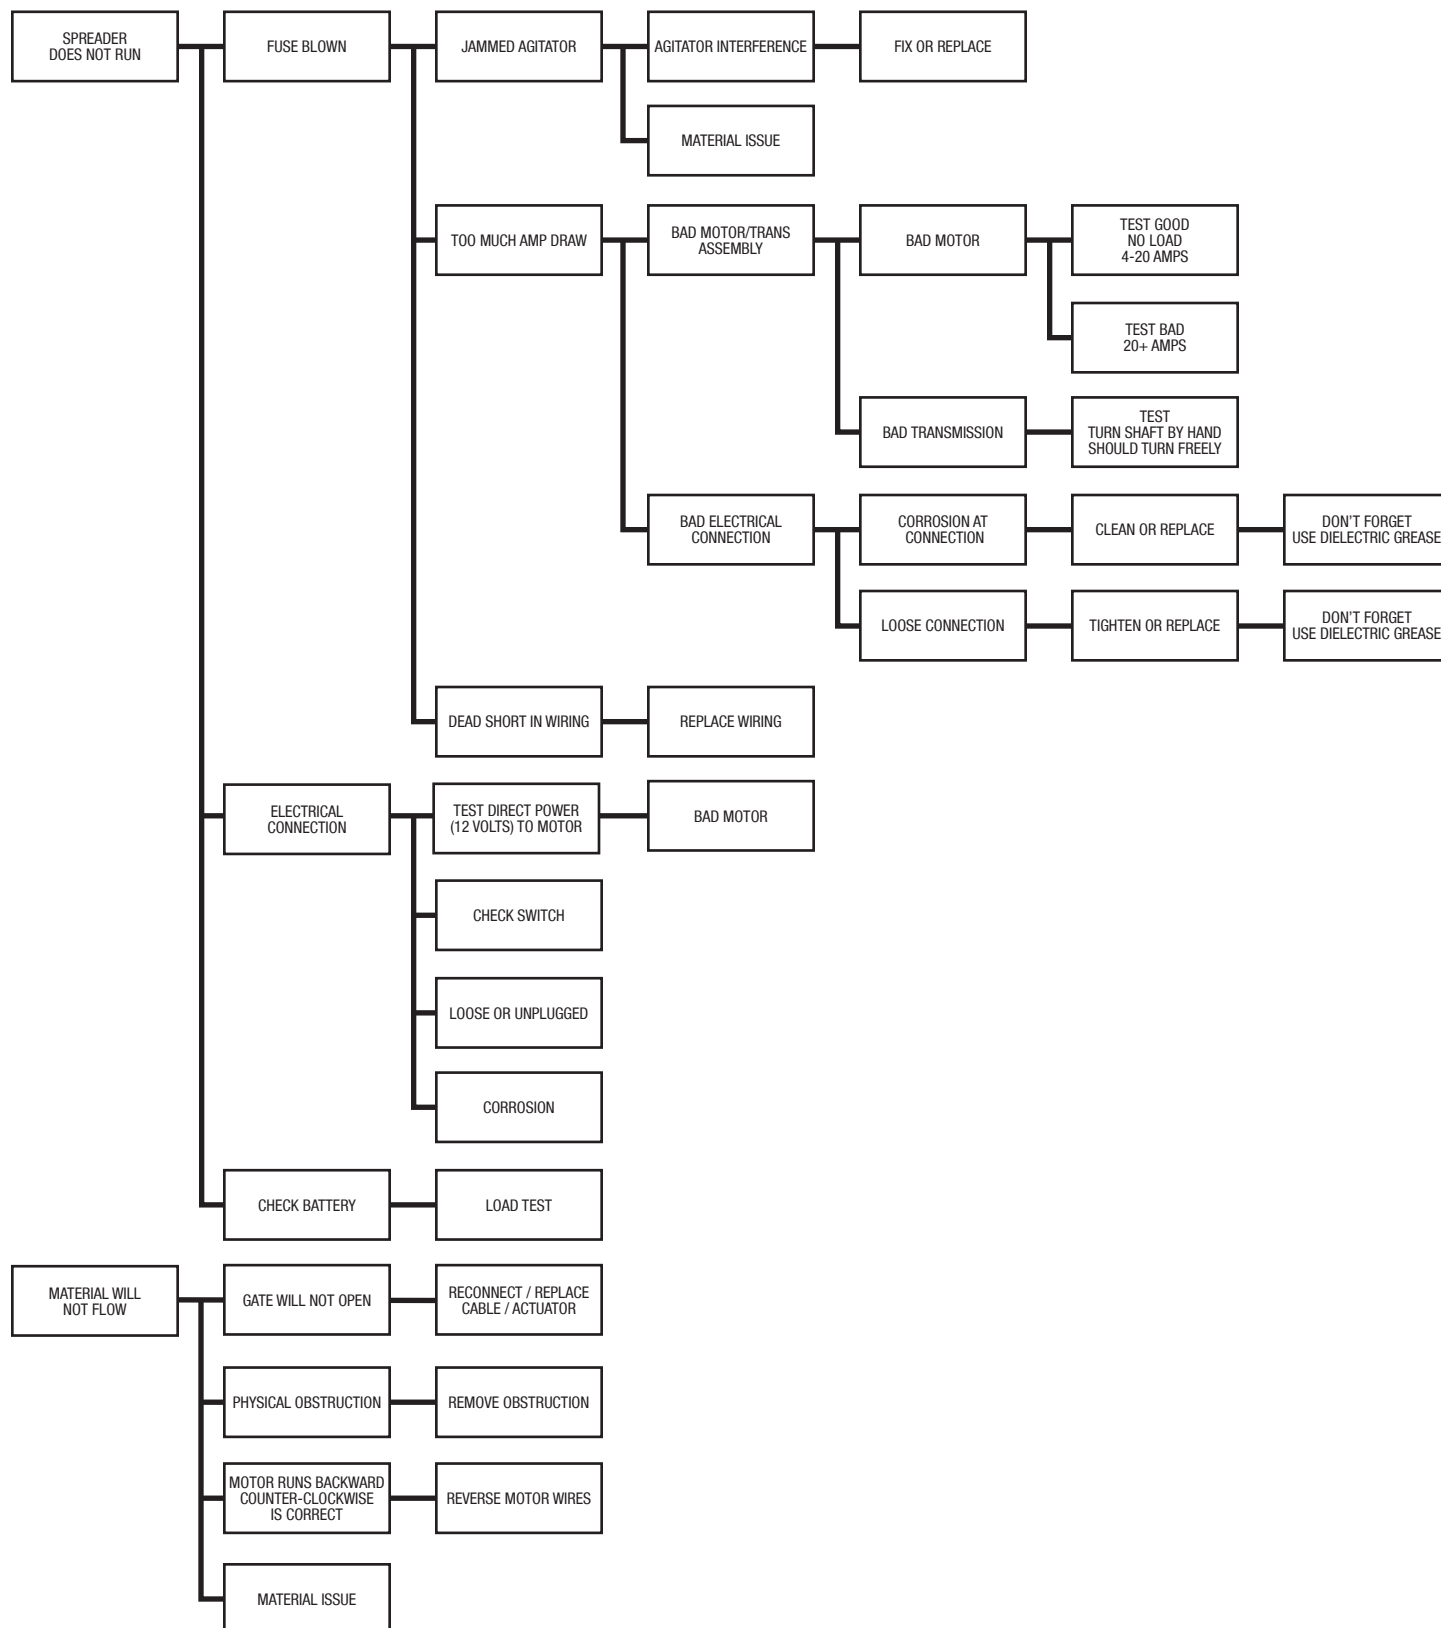 SPREADER
DOES NOT RUN
FUSE BLOWN
JAMMED AGITATOR
AGITATOR INTERFERENCE
FIX OR REPLACE
MATERIAL ISSUE
TOO MUCH AMP DRAW
BAD MOTOR/TRANS
ASSEMBLY
BAD MOTOR
TEST GOOD
NO LOAD
4-20 AMPS
TEST BAD
20+ AMPS
BAD TRANSMISSION
TEST
TURN SHAFT BY HAND
SHOULD TURN FREELY
BAD ELECTRICAL
CONNECTION
CORROSION AT
CONNECTION
CLEAN OR REPLACE
DON'T FORGET
USE DIELECTRIC GREASE
LOOSE CONNECTION
TIGHTEN OR REPLACE
DON'T FORGET
USE DIELECTRIC GREASE
DEAD SHORT IN WIRING
REPLACE WIRING
ELECTRICAL
CONNECTION
TEST DIRECT POWER
(12 VOLTS) TO MOTOR
BAD MOTOR
CHECK SWITCH
LOOSE OR UNPLUGGED
CORROSION
CHECK BATTERY
LOAD TEST
MATERIAL WILL
NOT FLOW
GATE WILL NOT OPEN
RECONNECT / REPLACE
CABLE / ACTUATOR
PHYSICAL OBSTRUCTION
REMOVE OBSTRUCTION
MOTOR RUNS BACKWARD
COUNTER-CLOCKWISE
IS CORRECT
REVERSE MOTOR WIRES
MATERIAL ISSUE